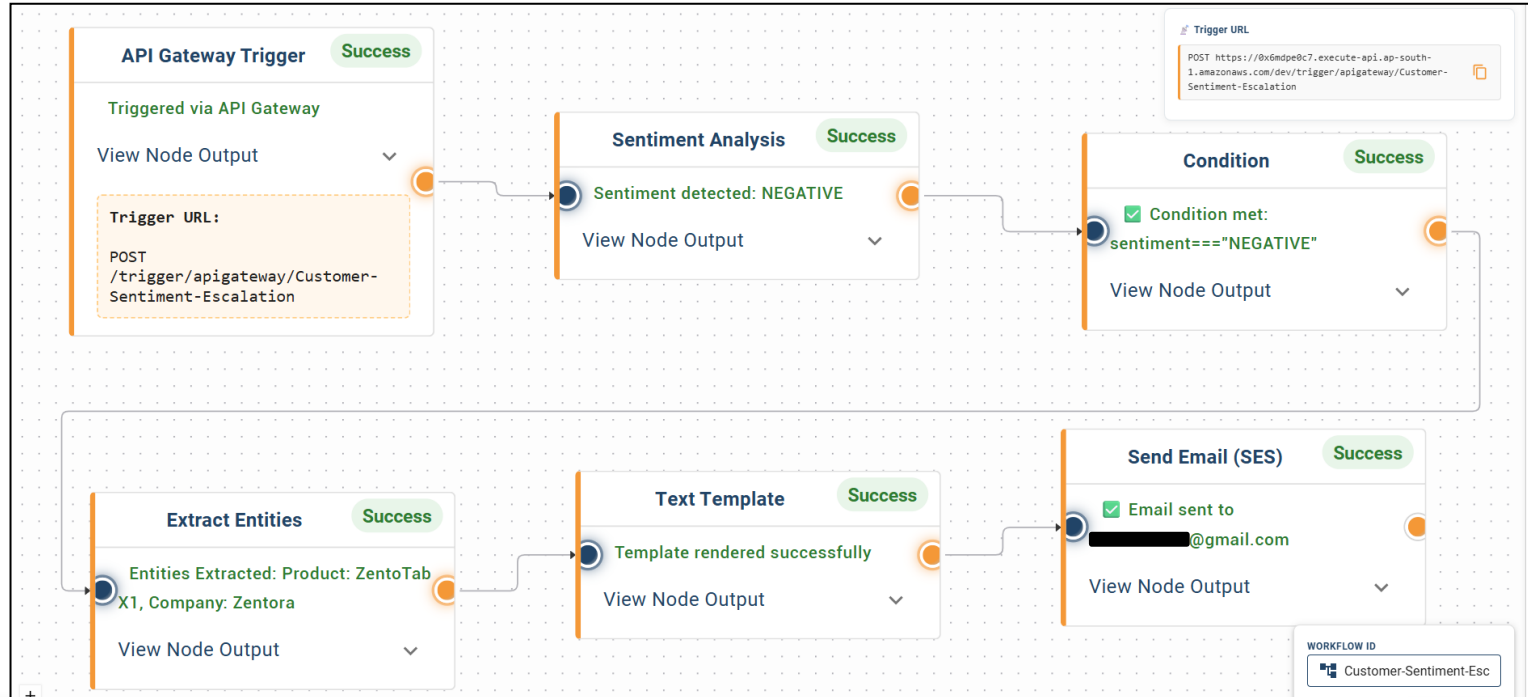 API Gateway Trigger
Success
Triggered via API Gateway
View Node Output
Trigger URL:
POST
/trigger/apigateway/Customer-
Sentiment-Escalation
Sentiment Analysis
Success
Sentiment detected: NEGATIVE
View Node Output
Trigger URL
POST https://0x6mdpe0c7.execute-api.ap-south-
1.amazonaws.com/dev/trigger/apigateway/Customer-
Sentiment-Escalation
Condition
Success
✅ Condition met:
sentiment==="NEGATIVE"
View Node Output
Extract Entities
Success
Entities Extracted: Product: ZentoTab
X1, Company: Zentora
View Node Output
Text Template
Success
Template rendered successfully
View Node Output
Send Email (SES)
Success
✅ Email sent to
@gmail.com
View Node Output
WORKFLOW ID
Customer-Sentiment-Esc
+